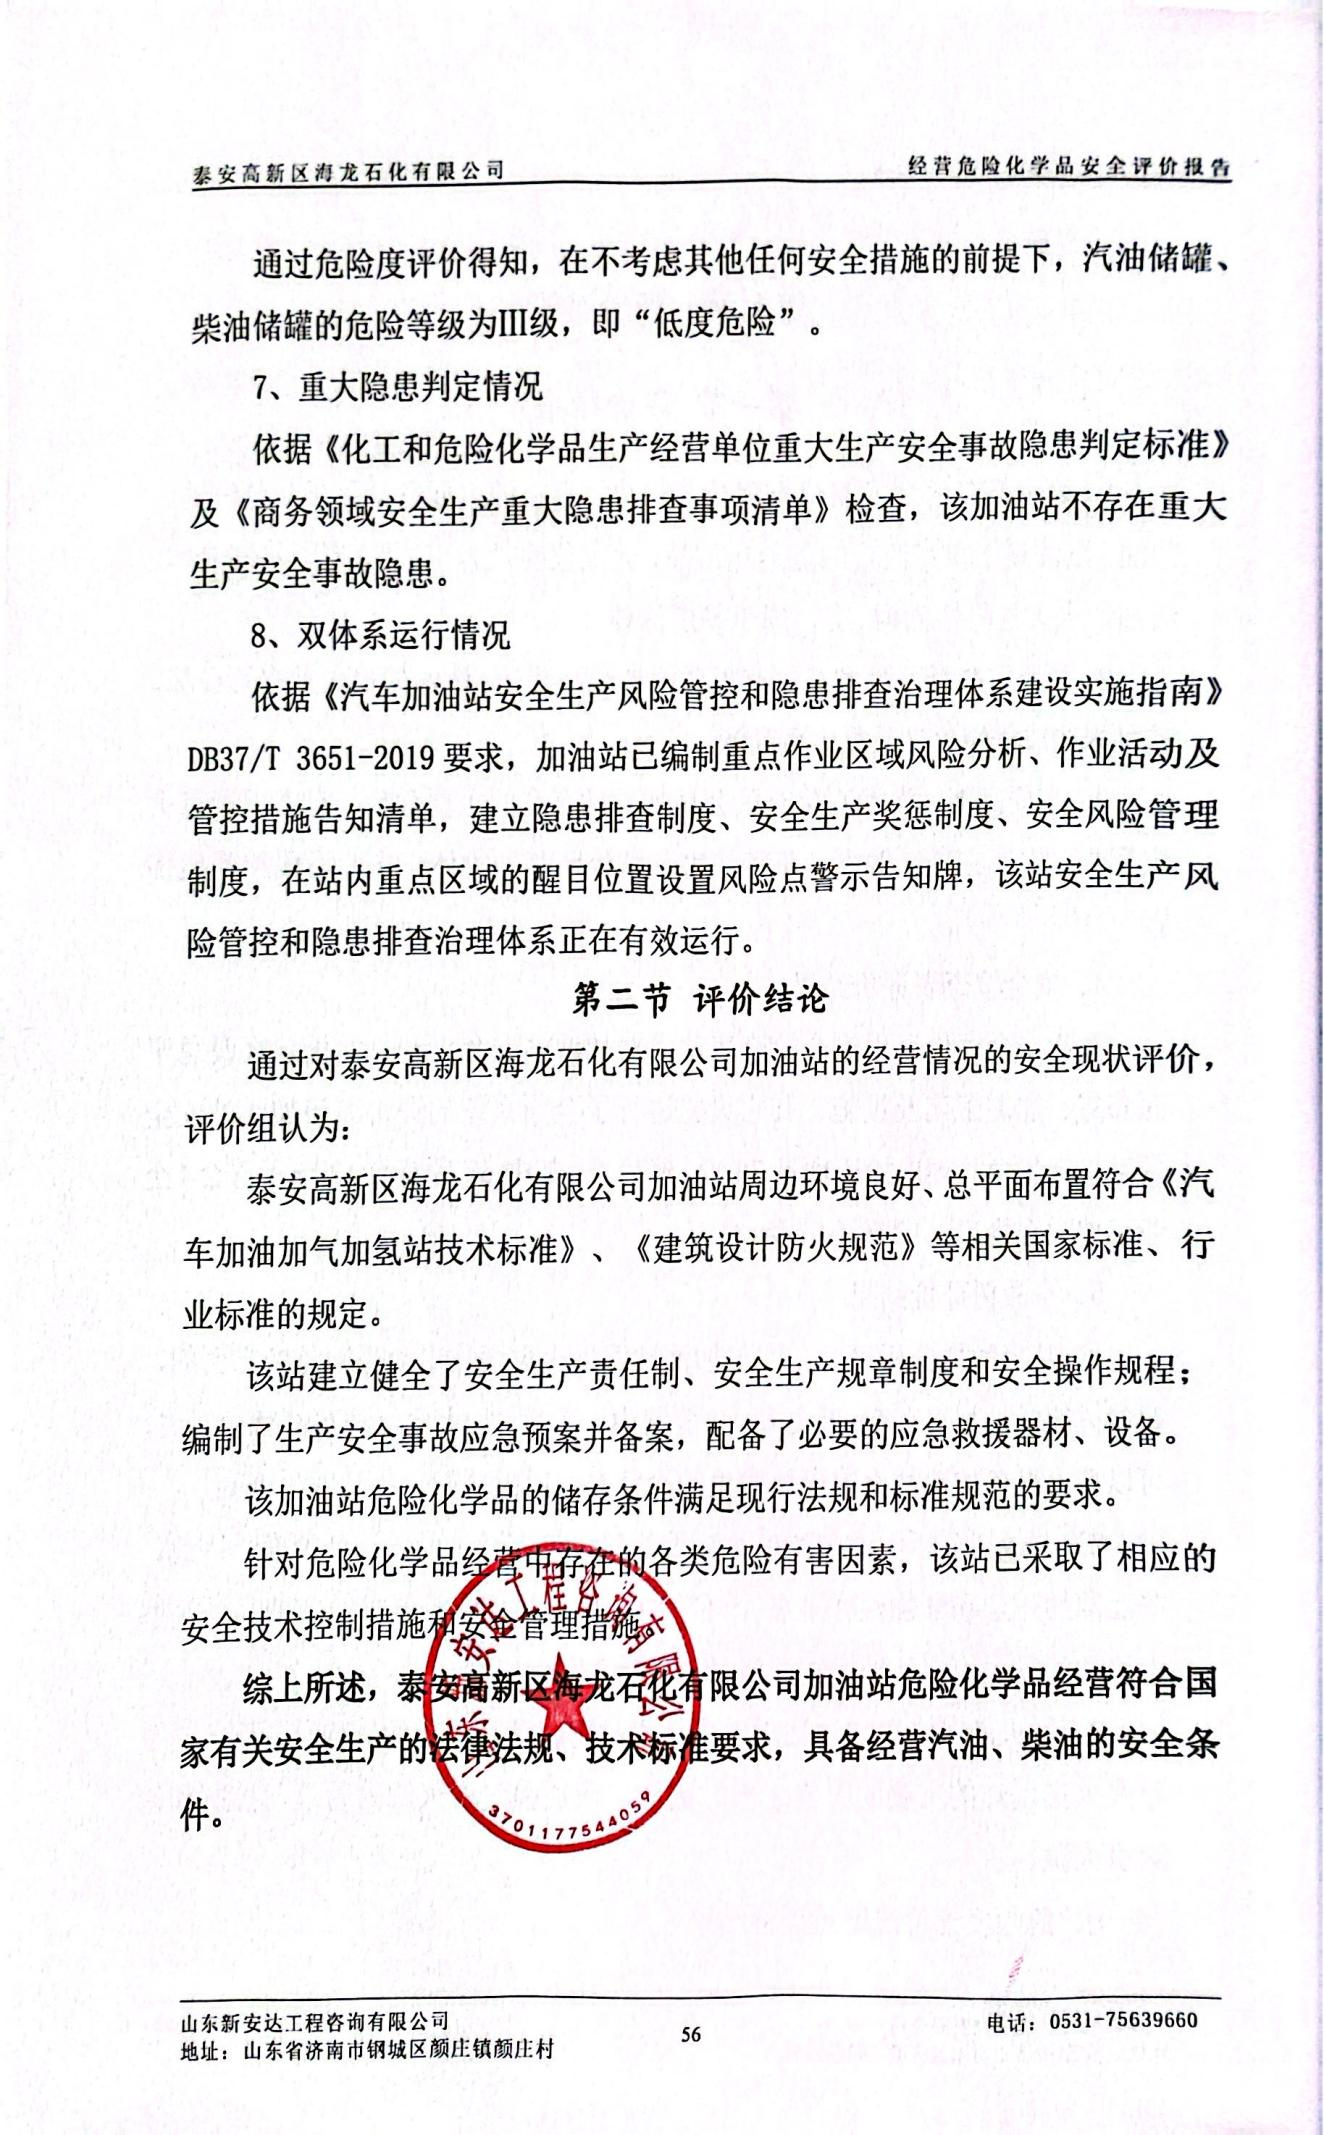 泰安高新区海龙石化有限公司
经营危险化学品安全评价报告
通过危险度评价得知，在不考虑其他任何安全措施的前提下，汽油储罐、
柴油储罐的危险等级为III级，即“低度危险”。
7、重大隐患判定情况
依据《化工和危险化学品生产经营单位重大生产安全事故隐患判定标准》
及《商务领域安全生产重大隐患排查事项清单》检查，该加油站不存在重大
生产安全事故隐患。
8、双体系运行情况
依据《汽车加油站安全生产风险管控和隐患排查治理体系建设实施指南》
DB37/T 3651-2019 要求，加油站已编制重点作业区域风险分析、作业活动及
管控措施告知清单，建立隐患排查制度、安全生产奖惩制度、安全风险管理
制度，在站内重点区域的醒目位置设置风险点警示告知牌，该站安全生产风
险管控和隐患排查治理体系正在有效运行。
第二节 评价结论
通过对泰安高新区海龙石化有限公司加油站的经营情况的安全现状评价，
评价组认为：
泰安高新区海龙石化有限公司加油站周边环境良好、总平面布置符合《汽
车加油加气加氢站技术标准》、《建筑设计防火规范》等相关国家标准、行
业标准的规定。
该站建立健全了安全生产责任制、安全生产规章制度和安全操作规程；
编制了生产安全事故应急预案并备案，配备了必要的应急救援器材、设备。
该加油站危险化学品的储存条件满足现行法规和标准规范的要求。
针对危险化学品经营中存在的各类危险有害因素，该站已采取了相应的
安全技术控制措施和安全管理措施。
综上所述，泰安高新区海龙石化有限公司加油站危险化学品经营符合国
家有关安全生产的法律法规、技术标准要求，具备经营汽油、柴油的安全条
件。
山东新安达工程咨询有限公司
3701177544059
山东新安达工程咨询有限公司
地址：山东省济南市钢城区颜庄镇颜庄村
56
电话：0531-75639660